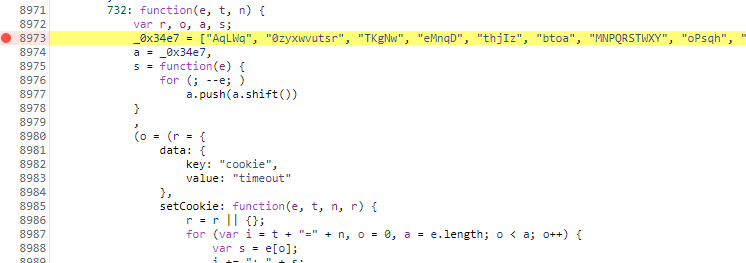 8971 732: function(e, t, n) {
8972 var r, o, a, s;
8973 _0x34e7 = ["AqLWq", "0zyxwvutsr", "TKgNw", "eMnqD", "thjIz", "btoa", "MNPQRSTWXY", "oPsqh", "
8974 a = _0x34e7,
8975 s = function(e) {
8976 for (; --e; )
8977 a.push(a.shift())
8978 }
8979 ,
8980 (o = (r = {
8981 data: {
8982 key: "cookie",
8983 value: "timeout"
8984 },
8985 setCookie: function(e, t, n, r) {
8986 r = r || {};
8987 for (var i = t + "=" + n, o = 0, a = e.length; o < a; o++) {
8988 var s = e[o];
8989 i += "; " + s;